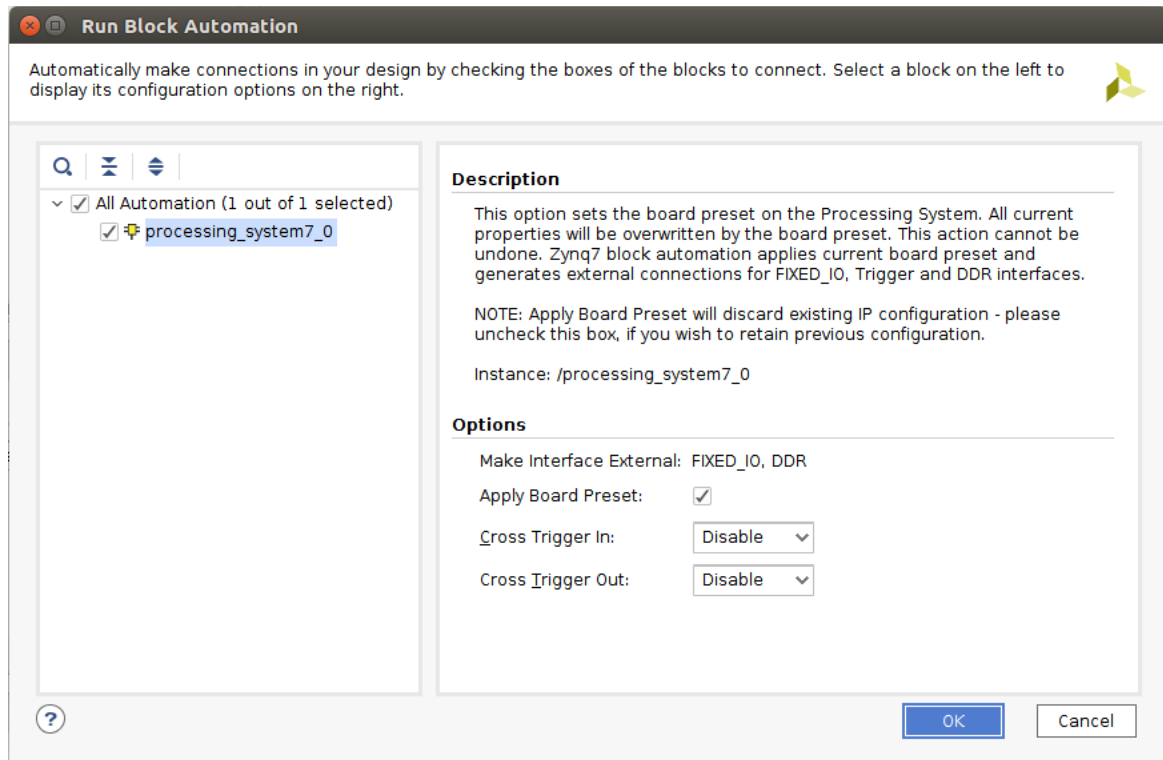 Run Block Automation
Automatically make connections in your design by checking the boxes of the blocks to connect. Select a block on the left to
display its configuration options on the right.
All Automation (1 out of 1 selected)
processing_system7_0
Description
This option sets the board preset on the Processing System. All current
properties will be overwritten by the board preset. This action cannot be
undone. Zynq7 block automation applies current board preset and
generates external connections for FIXED_IO, Trigger and DDR interfaces.
NOTE: Apply Board Preset will discard existing IP configuration - please
uncheck this box, if you wish to retain previous configuration.
Instance: /processing_system7_0
Options
Make Interface External: FIXED_IO, DDR
Apply Board Preset:
Cross Trigger In: Disable
Cross Trigger Out: Disable
?
OK
Cancel